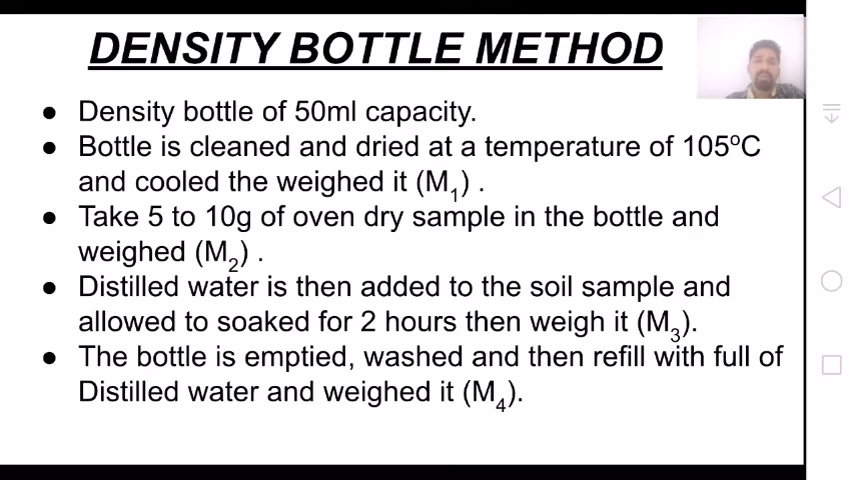 DENSITY BOTTLE METHOD
● Density bottle of 50ml capacity.
● Bottle is cleaned and dried at a temperature of 105⁰C
and cooled the weighed it (M₁) .
● Take 5 to 10g of oven dry sample in the bottle and
weighed (M₂) .
● Distilled water is then added to the soil sample and
allowed to soaked for 2 hours then weigh it (M₃).
● The bottle is emptied, washed and then refill with full of
Distilled water and weighed it (M₄).